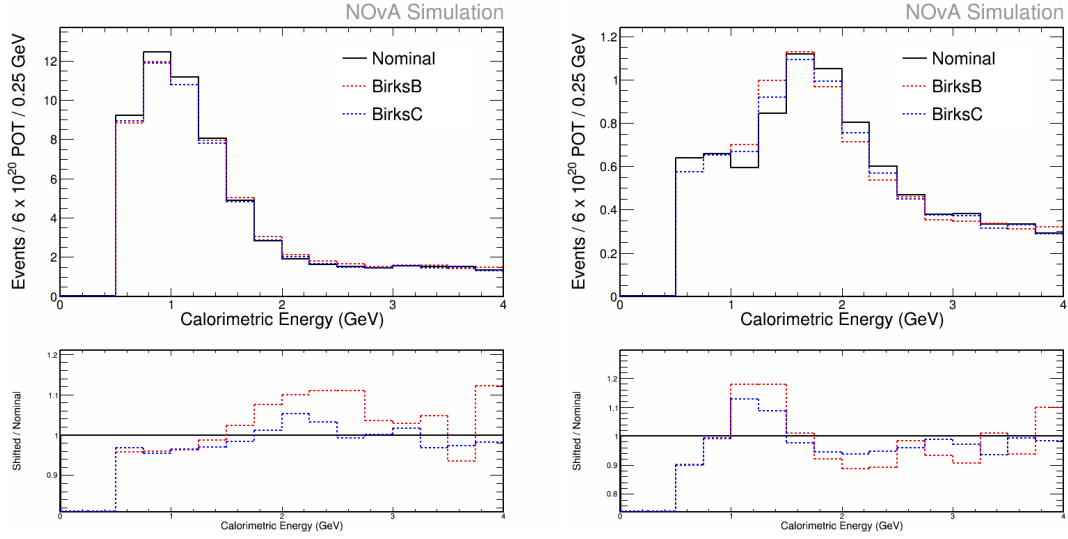 NOvA Simulation
Events / 6 x 10²⁰ POT / 0.25 GeV
12
10
8
6
4
2
0
Nominal
BirksB
BirksC
0 1 2 3 4
Calorimetric Energy (GeV)
Shifted / Nominal
1.2
1.1
1
0.9
0 1 2 3 4
Calorimetric Energy (GeV)
NOvA Simulation
Events / 6 x 10²⁰ POT / 0.25 GeV
1.2
1
0.8
0.6
0.4
0.2
0
Nominal
BirksB
BirksC
0 1 2 3 4
Calorimetric Energy (GeV)
Shifted / Nominal
1.2
1.1
1
0.9
0.8
0 1 2 3 4
Calorimetric Energy (GeV)